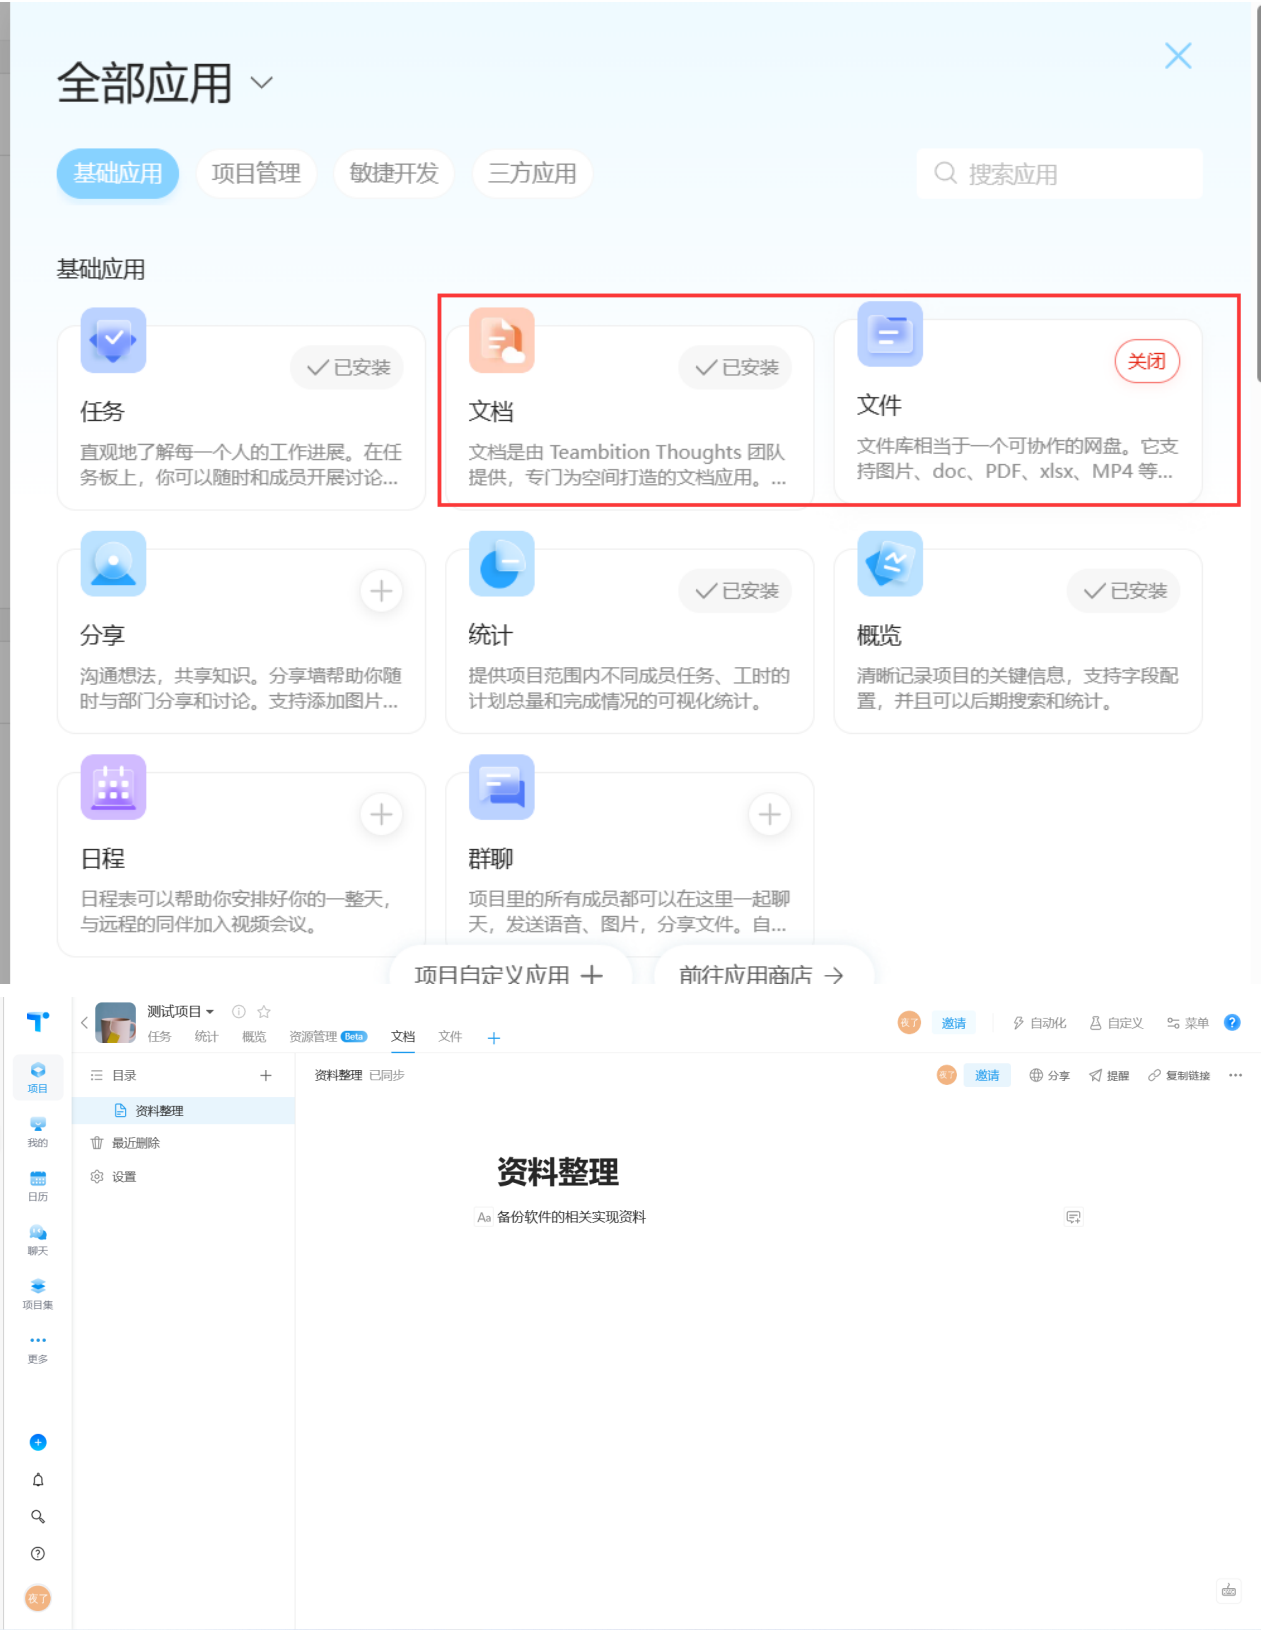 全部应用
基础应用 项目管理 敏捷开发 三方应用 搜索应用
基础应用
已安装
任务
直观地了解每一个人的工作进展。在任
务板上，你可以随时和成员开展讨论...
已安装
文档
文档是由 Teambition Thoughts 团队
提供，专门为空间打造的文档应用。...
关闭
文件
文件库相当于一个可协作的网盘。它支
持图片、doc、PDF、xlsx、MP4 等...
分享
沟通想法，共享知识。分享墙帮助你随
时与部门分享和讨论。支持添加图片...
已安装
统计
提供项目范围内不同成员任务、工时的
计划总量和完成情况的可视化统计。
已安装
概览
清晰记录项目的关键信息，支持字段配
置，并且可以后期搜索和统计。
日程
日程表可以帮助你安排好你的一整天，
与远程的同伴加入视频会议。
群聊
项目里的所有成员都可以在这里一起聊
天，发送语音、图片，分享文件。自...
项目自定义应用 前往应用商店
测试项目
任务 统计 概览 资源管理 Beta 文档 文件
夜了 邀请 自动化 自定义 菜单
项目
我的
日历
聊天
项目集
更多
夜了
目录
资料整理
最近删除
设置
资料整理 已同步
夜了 邀请 分享 提醒 复制链接
资料整理
Aa 备份软件的相关实现资料